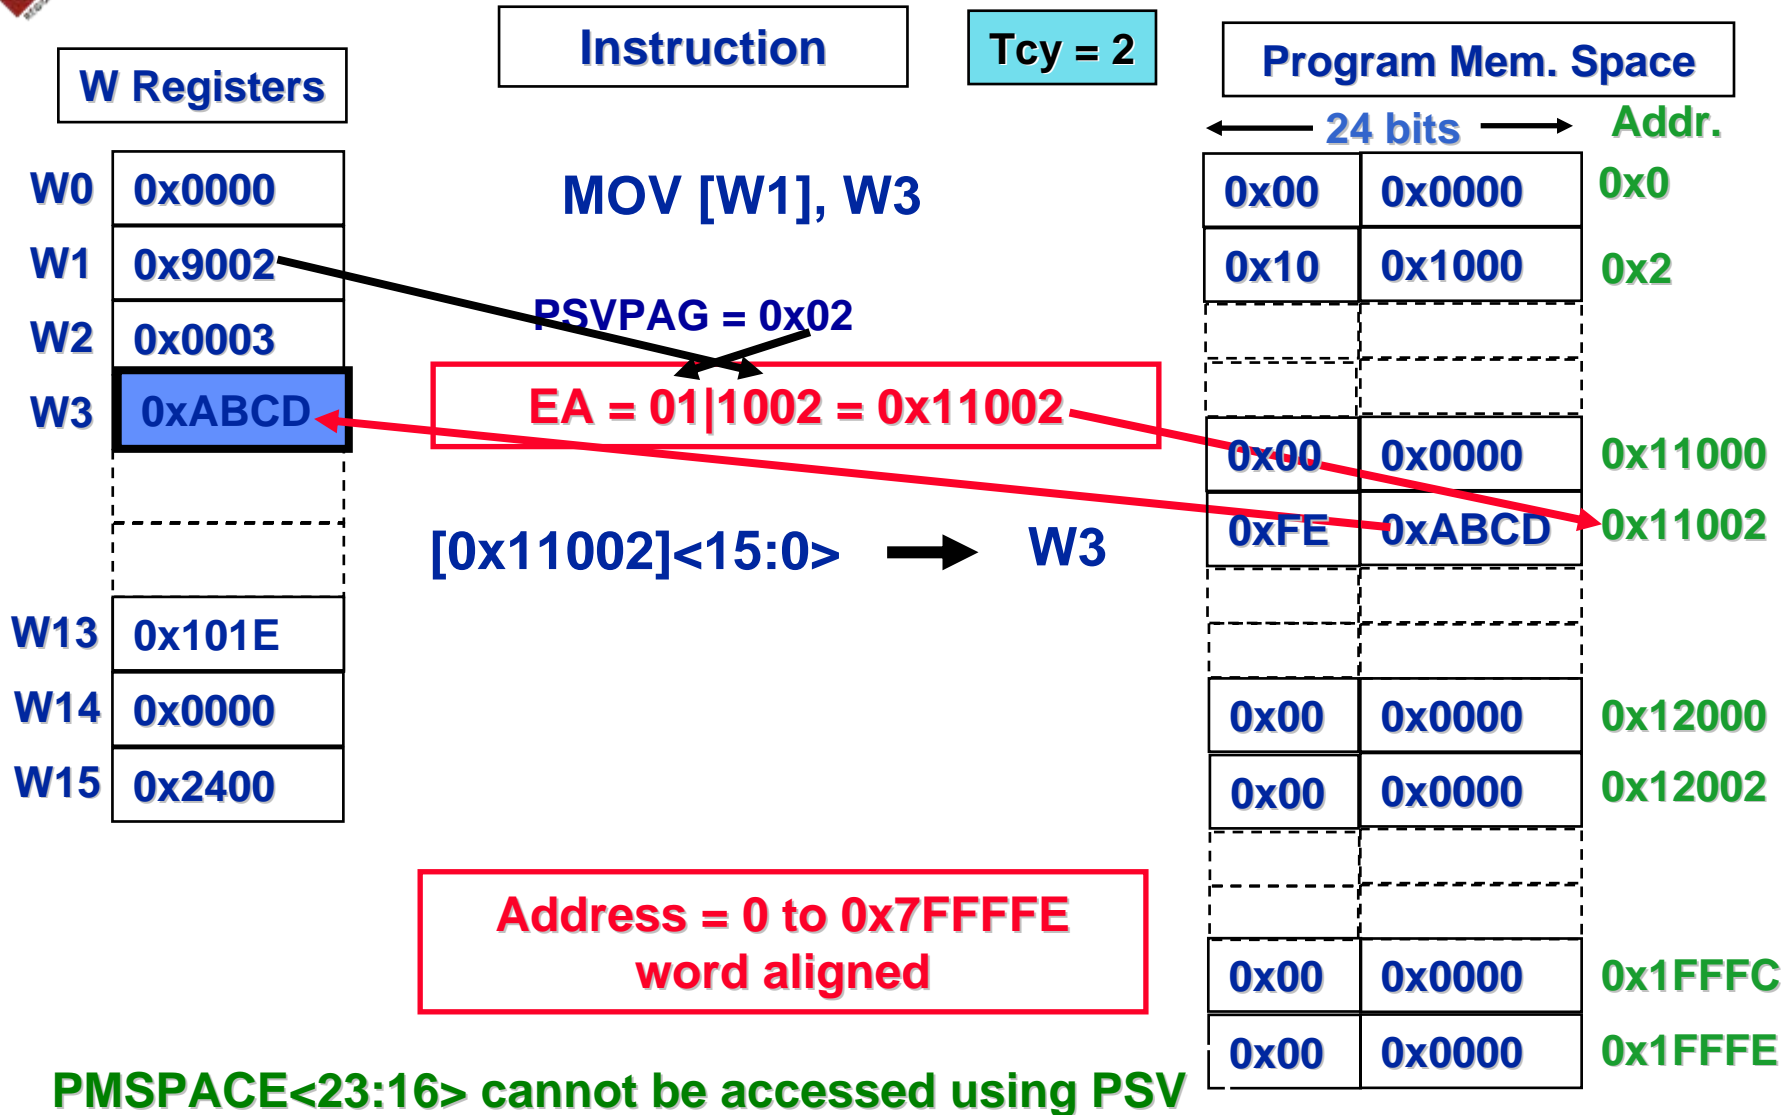 Instruction
Tcy = 2
W Registers
Program Mem. Space
24 bits
Addr.
W0 0x0000
W1 0x9002
W2 0x0003
W3 0xABCD
W13 0x101E
W14 0x0000
W15 0x2400
MOV [W1], W3
PSVPAG = 0x02
EA = 01|1002 = 0x11002
[0x11002]<15:0> W3
Address = 0 to 0x7FFFFE
word aligned
0x00 0x0000 0x0
0x10 0x1000 0x2
0x00 0x0000 0x11000
0xFE 0xABCD 0x11002
0x00 0x0000 0x12000
0x00 0x0000 0x12002
0x00 0x0000 0x1FFFC
0x00 0x0000 0x1FFFE
PMSPACE<23:16> cannot be accessed using PSV